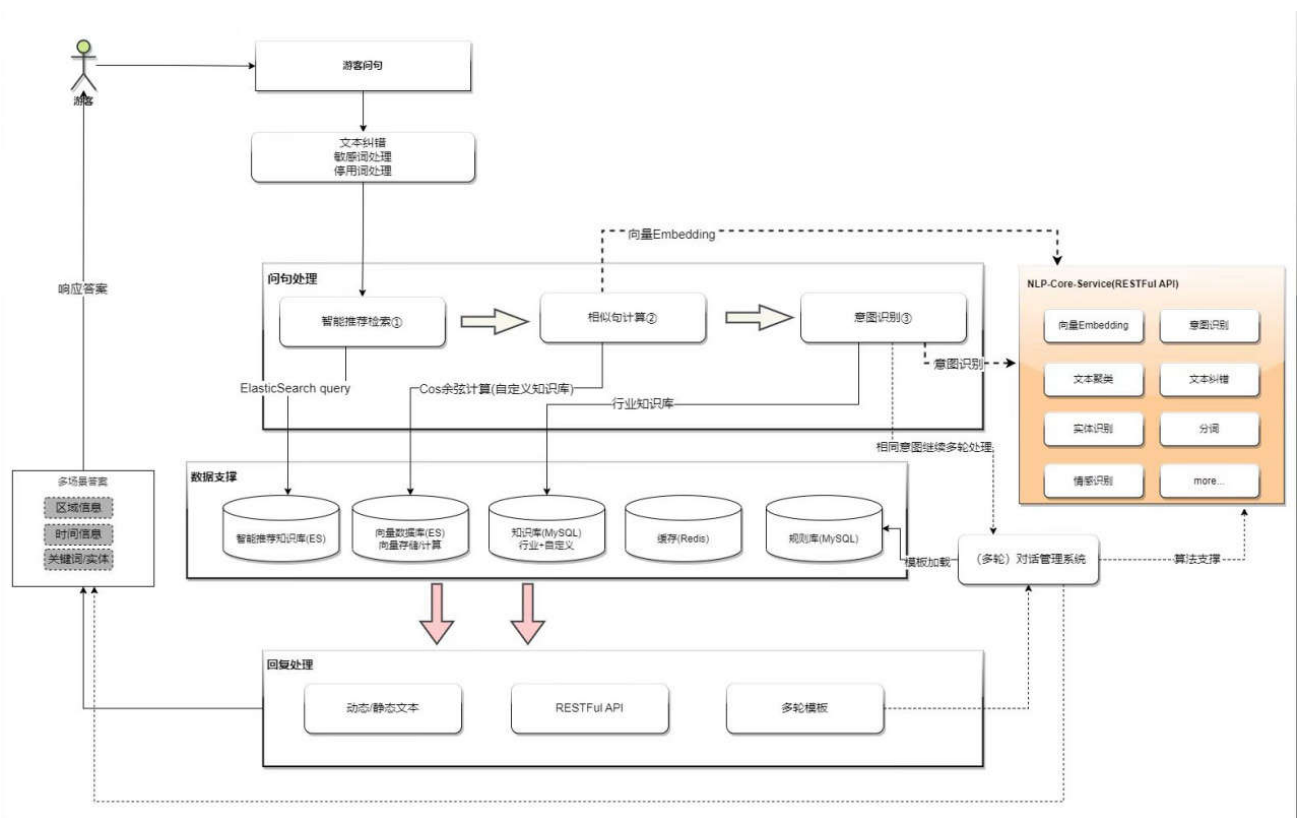 游客
游客问句
文本纠错
敏感词处理
停用词处理
向量Embedding
响应答案
问句处理
智能推荐检索①
相似句计算②
意图识别③
NLP-Core-Service(RESTFul API)
向量Embedding
意图识别
文本聚类
文本纠错
实体识别
分词
情感识别
more...
意图识别
ElasticSearch query
Cos余弦计算(自定义知识库)
行业知识库
相同意图继续多轮处理
数据支撑
智能推荐知识库(ES)
向量数据库(ES)
向量存储/计算
知识库(MySQL)
行业+自定义
缓存(Redis)
规则库(MySQL)
模板加载
(多轮）对话管理系统
算法支撑
多场景答案
区域信息
时间信息
关键词/实体
回复处理
动态/静态文本
RESTFul API
多轮模板